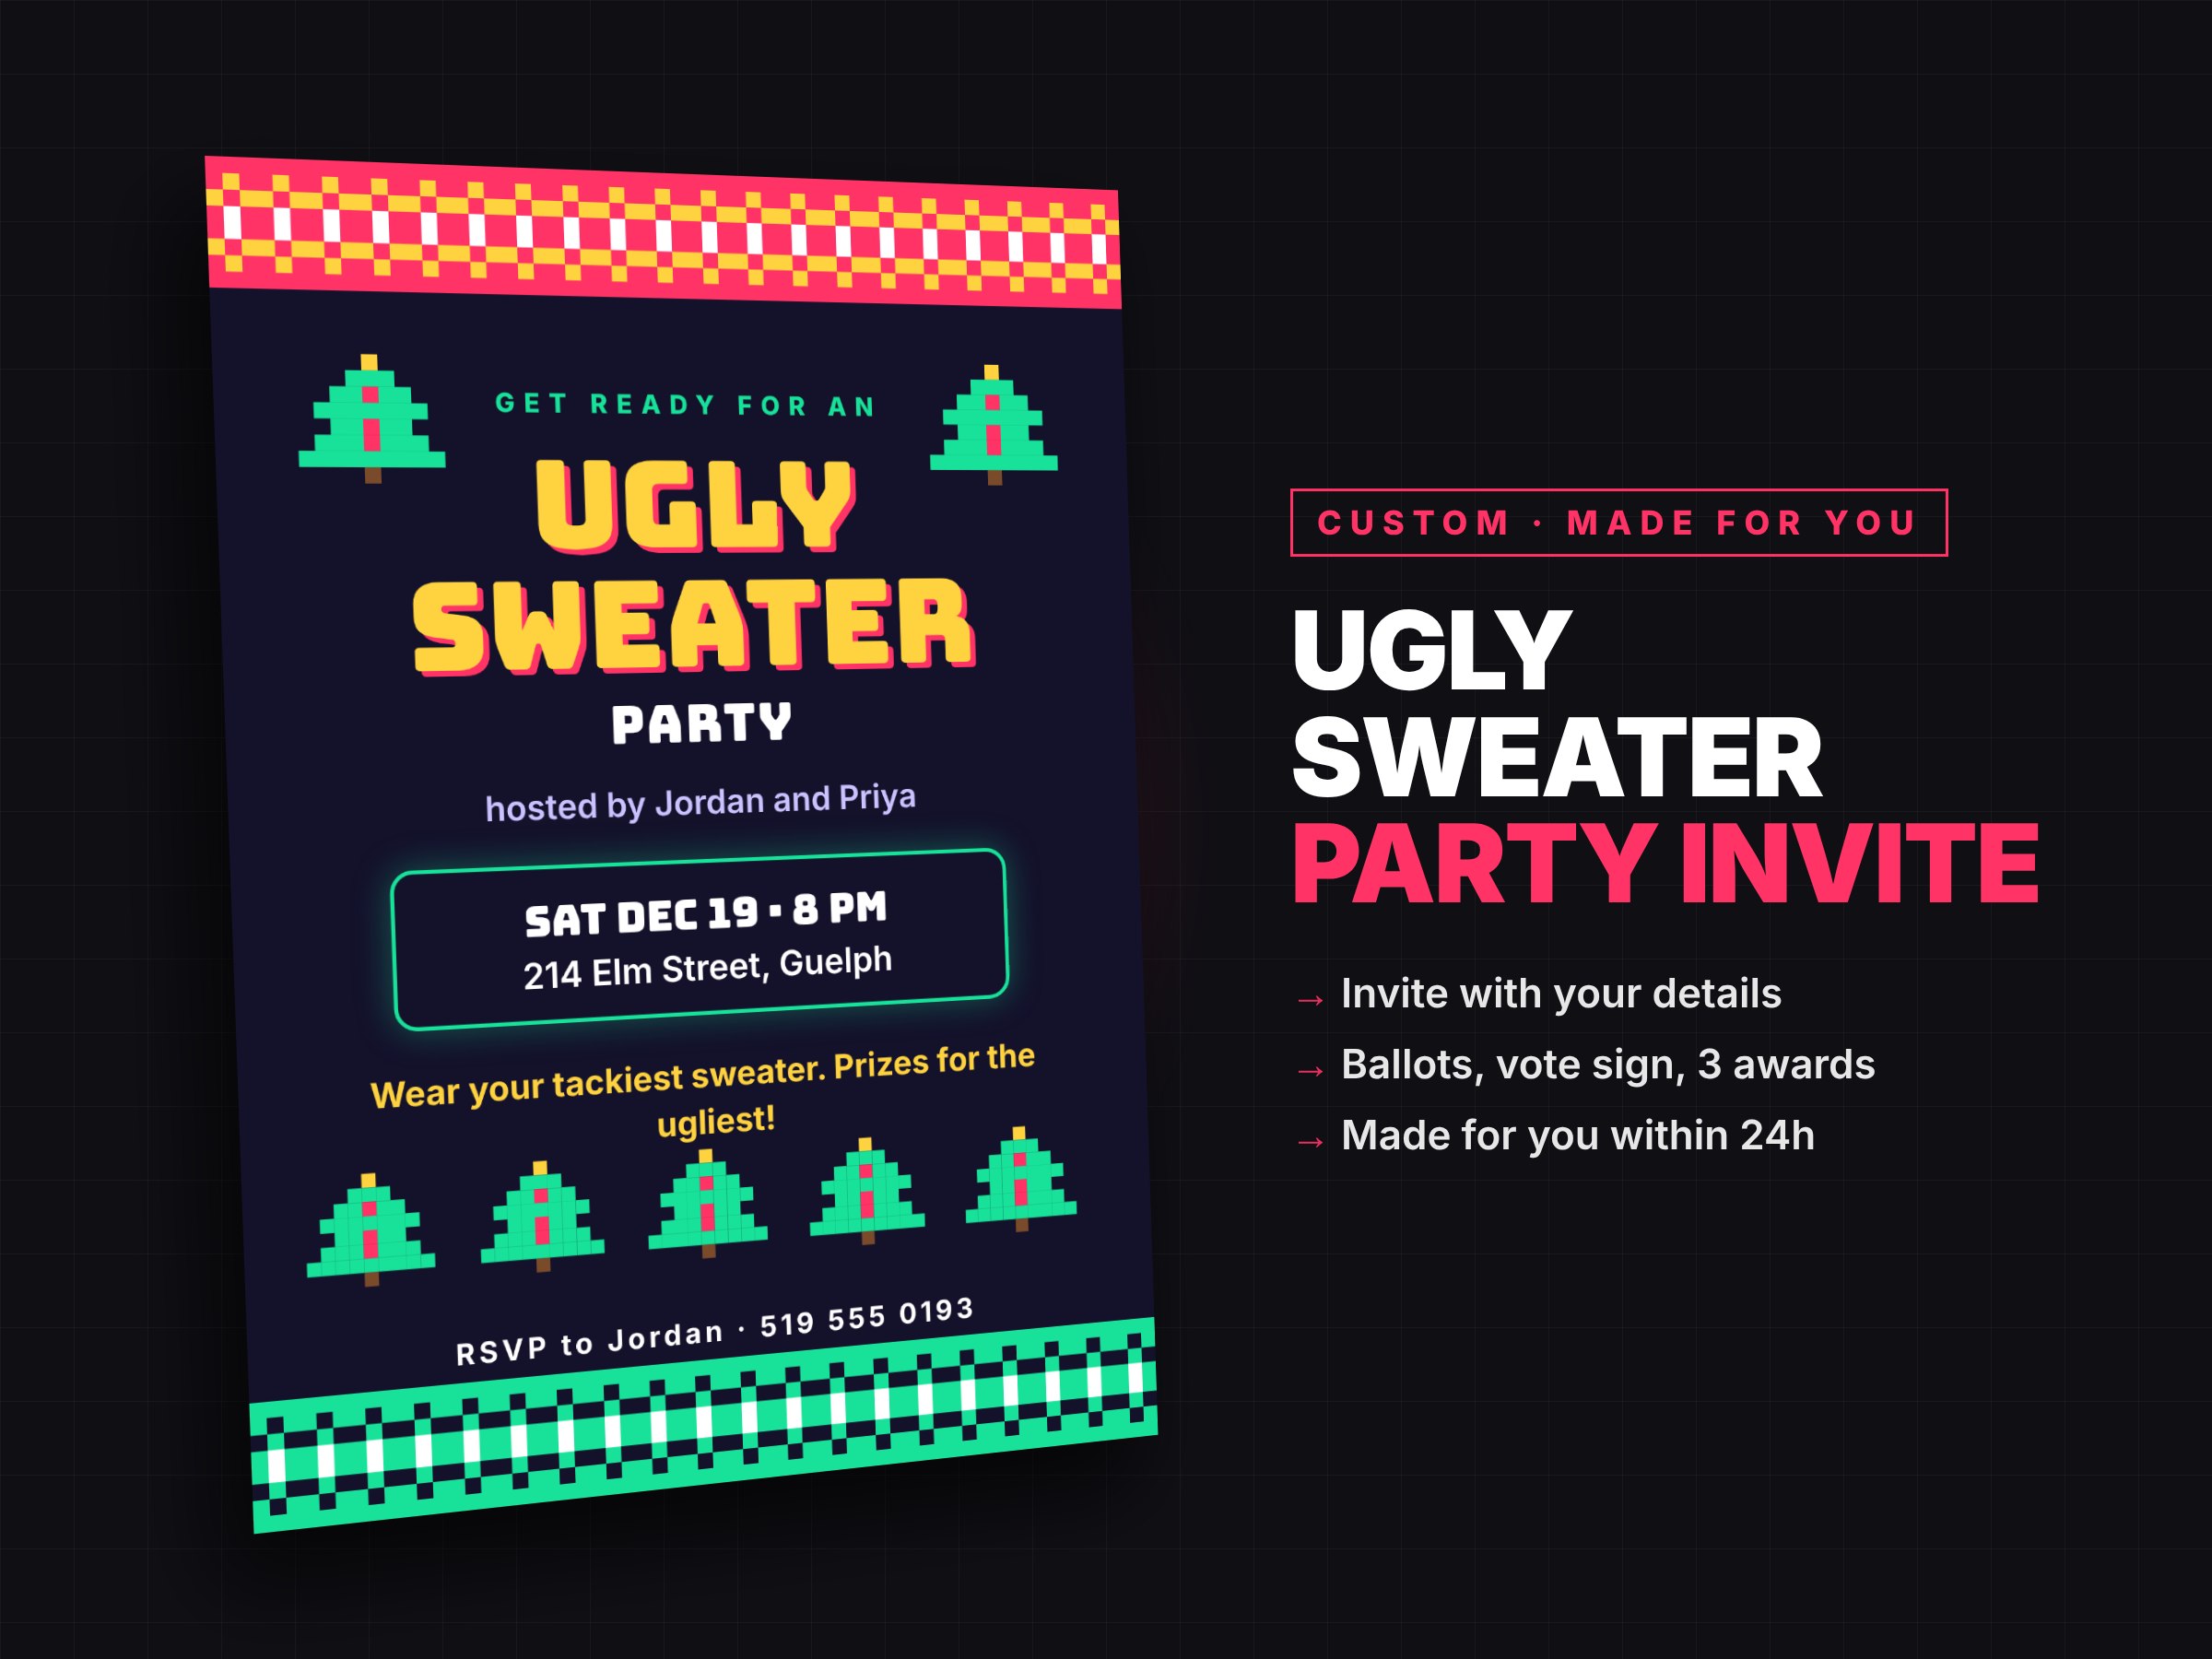 GET READY FOR AN
UGLY
SWEATER
PARTY
hosted by Jordan and Priya
SAT DEC 19 · 8 PM
214 Elm Street, Guelph
Wear your tackiest sweater. Prizes for the
ugliest!
RSVP to Jordan · 519 555 0193
CUSTOM · MADE FOR YOU
UGLY
SWEATER
PARTY INVITE
→ Invite with your details
→ Ballots, vote sign, 3 awards
→ Made for you within 24h